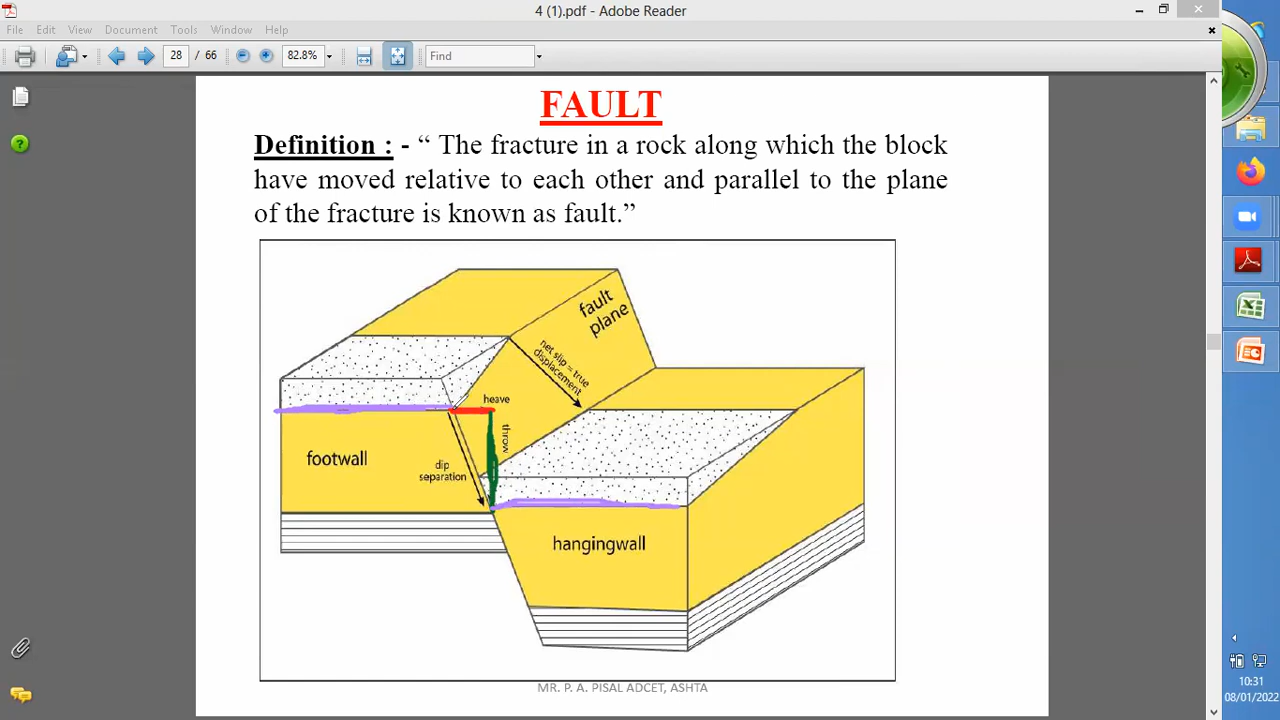 4 (1).pdf - Adobe Reader
File Edit View Document Tools Window Help
28 / 66 82.8% Find
FAULT
Definition : - “ The fracture in a rock along which the block
have moved relative to each other and parallel to the plane
of the fracture is known as fault.”
fault
plane
net slip = true
displacement
heave
throw
footwall
dip
separation
hangingwall
MR. P. A. PISAL ADCET, ASHTA
10:31
08/01/2022